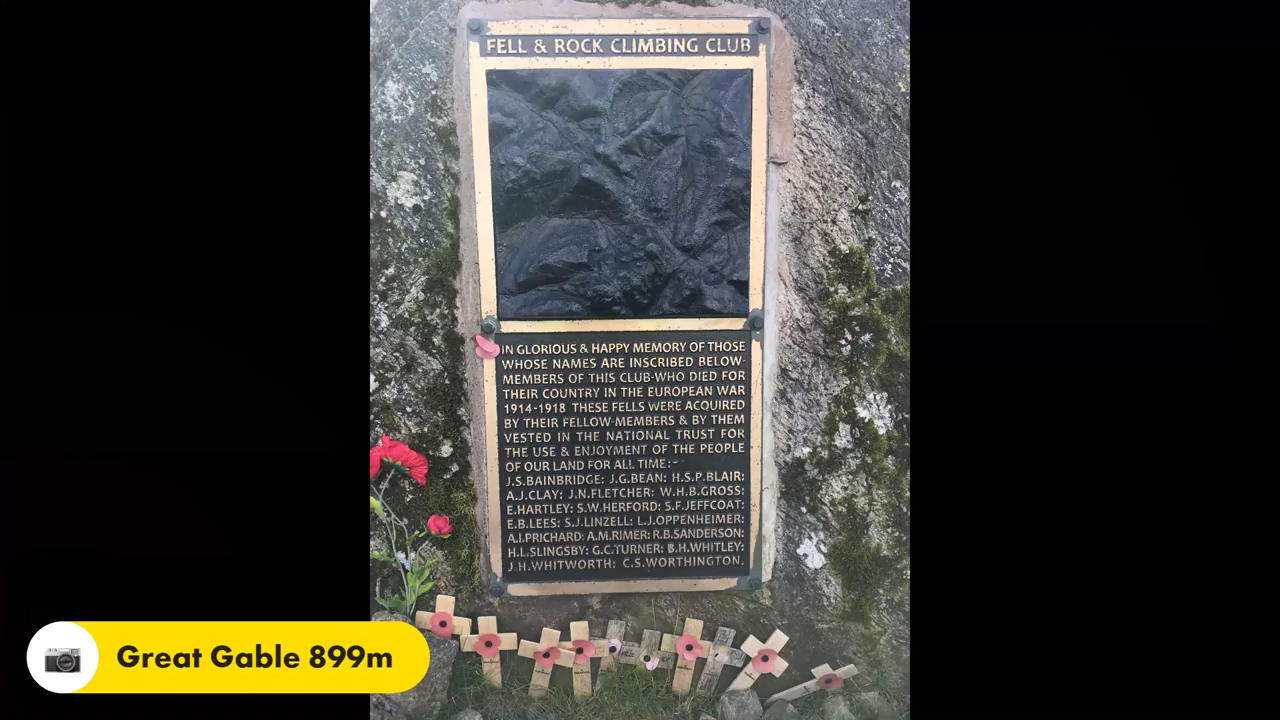 FELL & ROCK CLIMBING CLUB
IN GLORIOUS & HAPPY MEMORY OF THOSE
WHOSE NAMES ARE INSCRIBED BELOW-
MEMBERS OF THIS CLUB-WHO DIED FOR
THEIR COUNTRY IN THE EUROPEAN WAR
1914-1918 THESE FELLS WERE ACQUIRED
BY THEIR FELLOW-MEMBERS & BY THEM
VESTED IN THE NATIONAL TRUST FOR
THE USE & ENJOYMENT OF THE PEOPLE
OF OUR LAND FOR ALL TIME:-
J.S.BAINBRIDGE: J.G.BEAN: H.S.P.BLAIR:
A.J.CLAY: J.N.FLETCHER: W.H.B.GROSS:
E.HARTLEY: S.W.HERFORD: S.F.JEFFCOAT:
E.B.LEES: S.J.LINZELL: L.J.OPPENHEIMER:
A.I.PRICHARD: A.M.RIMER: R.B.SANDERSON:
H.L.SLINGSBY: G.C.TURNER: B.H.WHITLEY:
J.H.WHITWORTH: C.S.WORTHINGTON.
Great Gable 899m